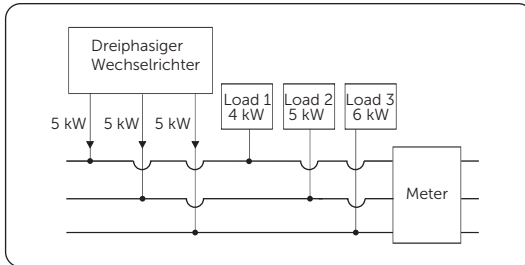 Dreiphasiger
Wechselrichter
5 kW
5 kW
5 kW
Load 1
4 kW
Load 2
5 kW
Load 3
6 kW
Meter